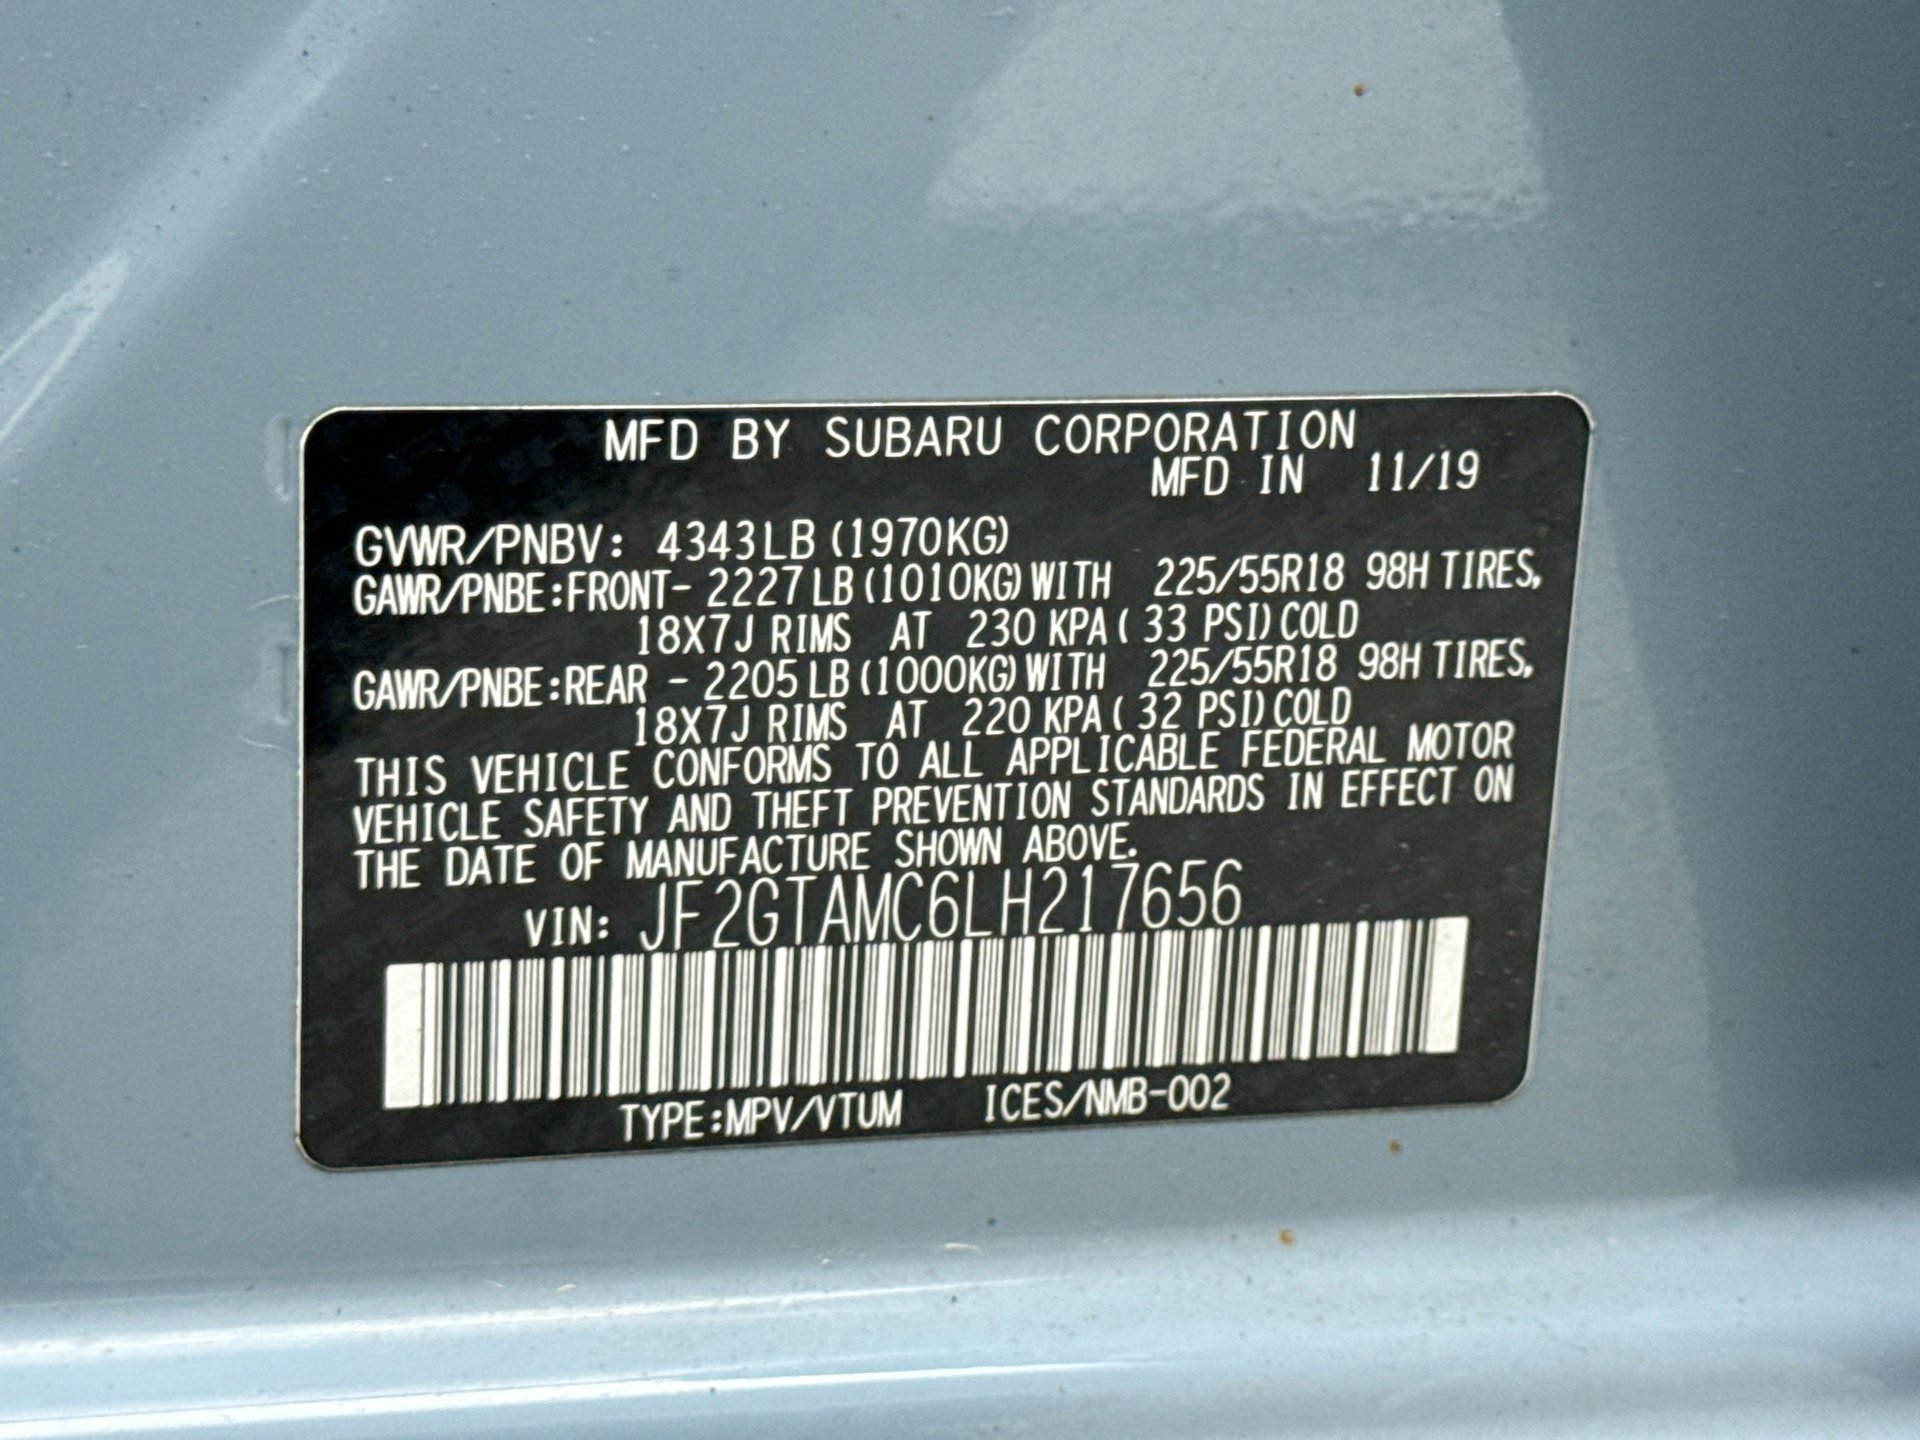 MFD BY SUBARU CORPORATION
MFD IN 11/19
GVWR/PNBV: 4343LB (1970KG)
GAWR/PNBE:FRONT- 2227LB (1010KG) WITH 225/55R18 98H TIRES,
18X7J RIMS AT 230 KPA ( 33 PSI) COLD
GAWR/PNBE:REAR - 2205LB (1000KG) WITH 225/55R18 98H TIRES,
18X7J RIMS AT 220 KPA ( 32 PSI) COLD
THIS VEHICLE CONFORMS TO ALL APPLICABLE FEDERAL MOTOR
VEHICLE SAFETY AND THEFT PREVENTION STANDARDS IN EFFECT ON
THE DATE OF MANUFACTURE SHOWN ABOVE.
VIN: JF2GTAMC6LH217656
TYPE:MPV/VTUM ICES/NMB-002